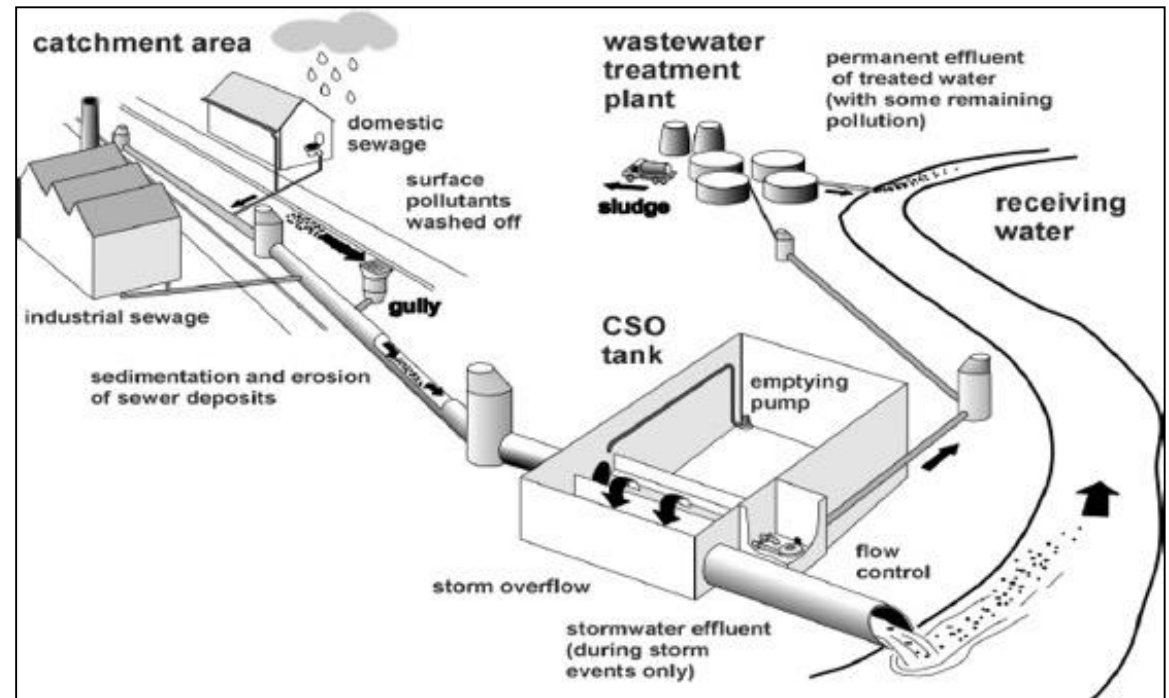 catchment area
domestic
sewage
surface
pollutants
washed off
gully
industrial sewage
sedimentation and erosion
of sewer deposits
wastewater
treatment
plant
permanent effluent
of treated water
(with some remaining
pollution)
sludge
receiving
water
CSO
tank
emptying
pump
flow
control
storm overflow
stormwater effluent
(during storm
events only)